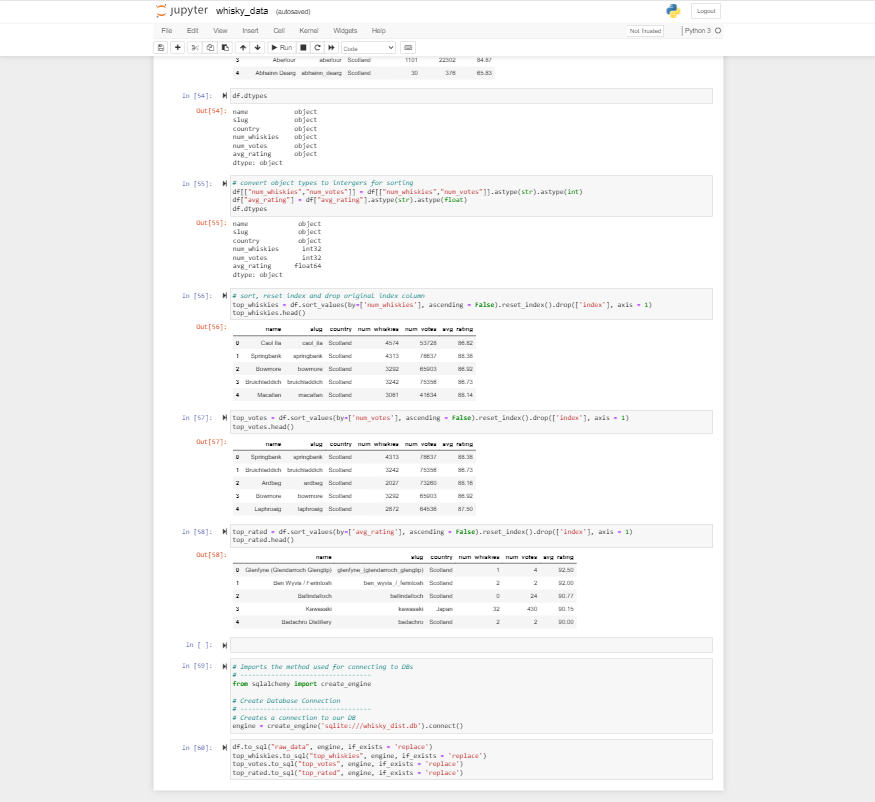 jupyter whisky_data (autosaved)
Logout
File Edit View Insert Cell Kernel Widgets Help
Not Trusted Python 3
Run Code
3 Aberlour aberlour Scotland 1101 22302 84.87
4 Abhainn Dearg abhainn_dearg Scotland 30 376 65.83
In [54]: df.dtypes
Out[54]: name object
slug object
country object
num_whiskies object
num_votes object
avg_rating object
dtype: object
In [55]: # convert object types to intergers for sorting
df[["num_whiskies","num_votes"]] = df[["num_whiskies","num_votes"]].astype(str).astype(int)
df["avg_rating"] = df["avg_rating"].astype(str).astype(float)
df.dtypes
Out[55]: name object
slug object
country object
num_whiskies int32
num_votes int32
avg_rating float64
dtype: object
In [56]: # sort, reset index and drop original index column
top_whiskies = df.sort_values(by=['num_whiskies'], ascending = False).reset_index().drop(['index'], axis = 1)
top_whiskies.head()
Out[56]:
name slug country num_whiskies num_votes avg_rating
0 Caol Ila caol_ila Scotland 4574 53728 86.82
1 Springbank springbank Scotland 4313 78637 88.38
2 Bowmore bowmore Scotland 3292 65903 86.92
3 Bruichladdich bruichladdich Scotland 3242 75356 86.73
4 Macallan macallan Scotland 3061 41634 88.14
In [57]: top_votes = df.sort_values(by=['num_votes'], ascending = False).reset_index().drop(['index'], axis = 1)
top_votes.head()
Out[57]:
name slug country num_whiskies num_votes avg_rating
0 Springbank springbank Scotland 4313 78637 88.38
1 Bruichladdich bruichladdich Scotland 3242 75356 86.73
2 Ardbeg ardbeg Scotland 2027 73260 88.16
3 Bowmore bowmore Scotland 3292 65903 86.92
4 Laphroaig laphroaig Scotland 2872 64536 87.50
In [58]: top_rated = df.sort_values(by=['avg_rating'], ascending = False).reset_index().drop(['index'], axis = 1)
top_rated.head()
Out[58]:
name slug country num_whiskies num_votes avg_rating
0 Glenfyne (Glendarroch Glengilp) glenfyne_(glendarroch_glengilp) Scotland 1 4 92.50
1 Ben Wyvis / Ferintosh ben_wyvis_/_ferintosh Scotland 2 2 92.00
2 Ballindalloch ballindalloch Scotland 0 24 90.77
3 Kawasaki kawasaki Japan 32 430 90.15
4 Badachro Distillery badachro Scotland 2 2 90.00
In [ ]:
In [59]: # Imports the method used for connecting to DBs
# ---------------------------------
from sqlalchemy import create_engine
# Create Database Connection
# ---------------------------------
# Creates a connection to our DB
engine = create_engine('sqlite:///whisky_dist.db').connect()
In [60]: df.to_sql("raw_data", engine, if_exists = 'replace')
top_whiskies.to_sql("top_whiskies", engine, if_exists = 'replace')
top_votes.to_sql("top_votes", engine, if_exists = 'replace')
top_rated.to_sql("top_rated", engine, if_exists = 'replace')